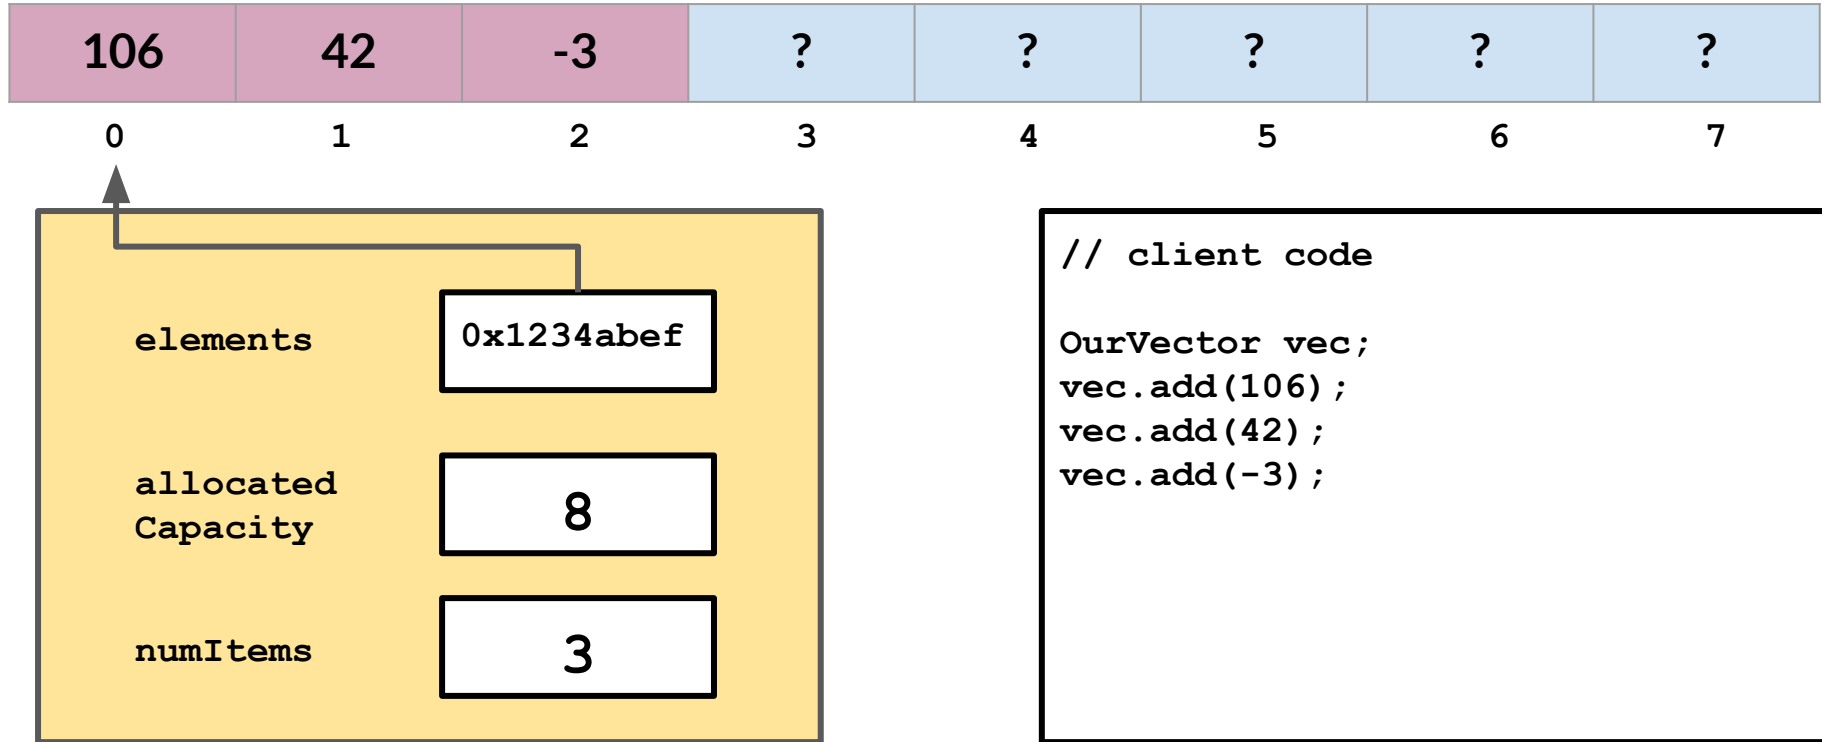 106 42 -3 ? ? ? ? ?
0 1 2 3 4 5 6 7
elements 0x1234abef
allocated
Capacity 8
numItems 3
// client code
OurVector vec;
vec.add(106);
vec.add(42);
vec.add(-3);